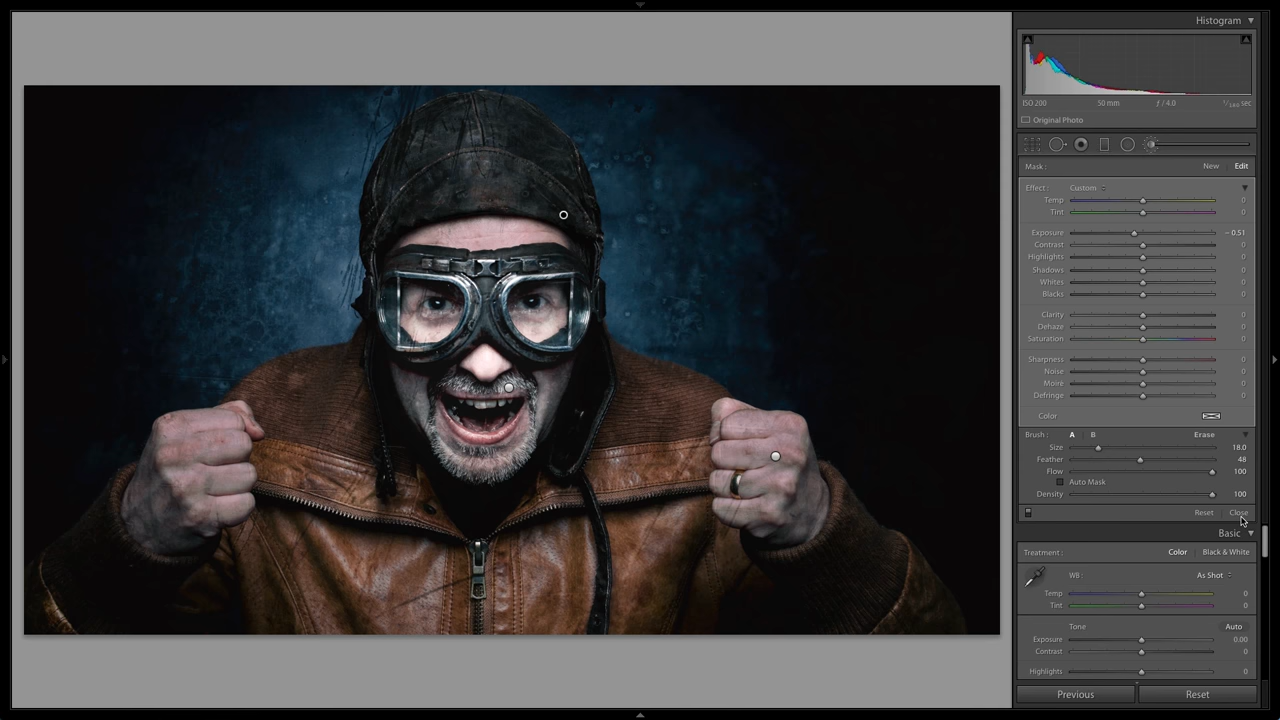 Histogram
ISO 200 50 mm f / 4.0 1/180 sec
Original Photo
Mask : New Edit
Effect : Custom
Temp 0
Tint 0
Exposure – 0.51
Contrast 0
Highlights 0
Shadows 0
Whites 0
Blacks 0
Clarity 0
Dehaze 0
Saturation 0
Sharpness 0
Noise 0
Moiré 0
Defringe 0
Color
Brush : A B Erase
Size 18.0
Feather 48
Flow 100
Auto Mask
Density 100
Reset Close
Basic
Treatment : Color Black & White
WB : As Shot
Temp 0
Tint 0
Tone Auto
Exposure 0.00
Contrast 0
Highlights 0
Previous Reset